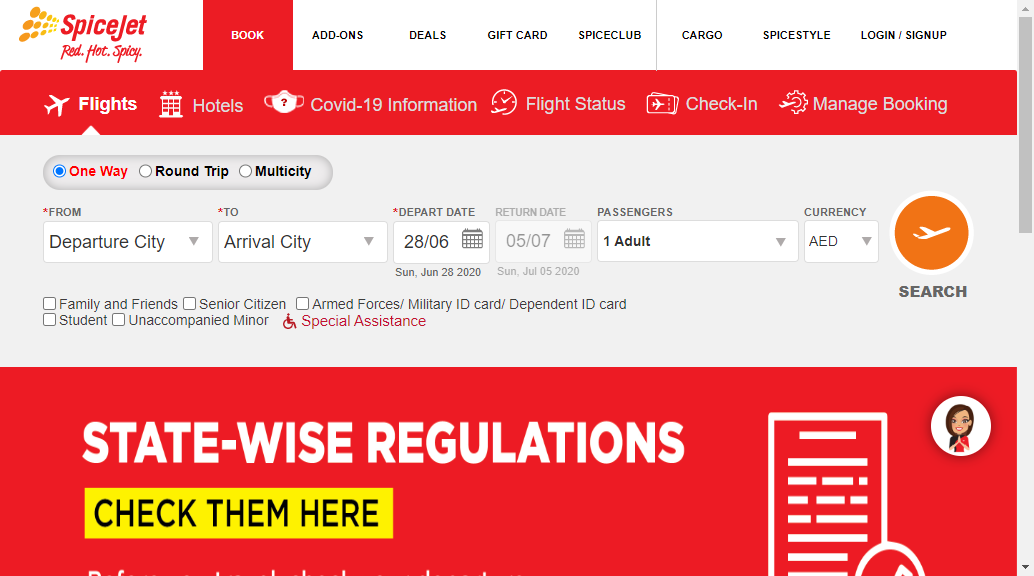 SpiceJet
Red. Hot. Spicy.
BOOK
ADD-ONS
DEALS
GIFT CARD
SPICECLUB
CARGO
SPICESTYLE
LOGIN / SIGNUP
Flights
Hotels
?
Covid-19 Information
Flight Status
Check-In
Manage Booking
One Way
Round Trip
Multicity
*FROM
*TO
*DEPART DATE
RETURN DATE
PASSENGERS
CURRENCY
Departure City
Arrival City
28/06
05/07
1 Adult
AED
Sun, Jun 28 2020
Sun, Jul 05 2020
SEARCH
Family and Friends
Senior Citizen
Armed Forces/ Military ID card/ Dependent ID card
Student
Unaccompanied Minor
Special Assistance
STATE-WISE REGULATIONS
CHECK THEM HERE